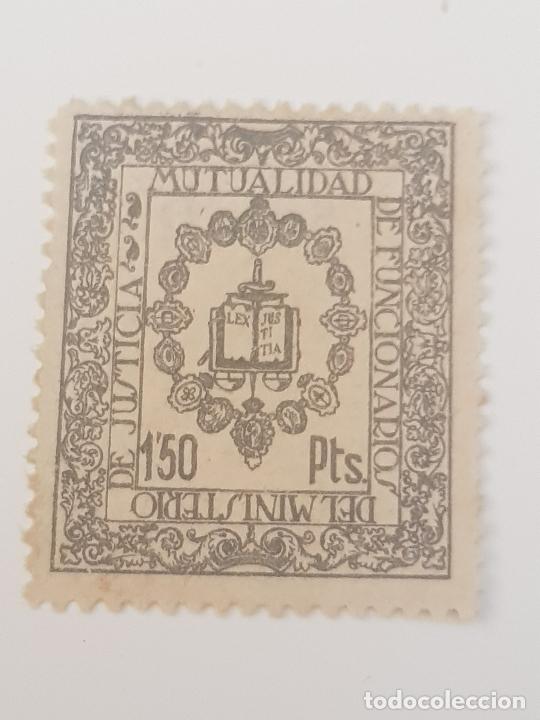 MUTUALIDAD
DE FUNCIONARIOS
DEL MINISTERIO
DE JUSTICIA
LEX JUS
TI
TIA
1'50 Pts.
todocoleccion